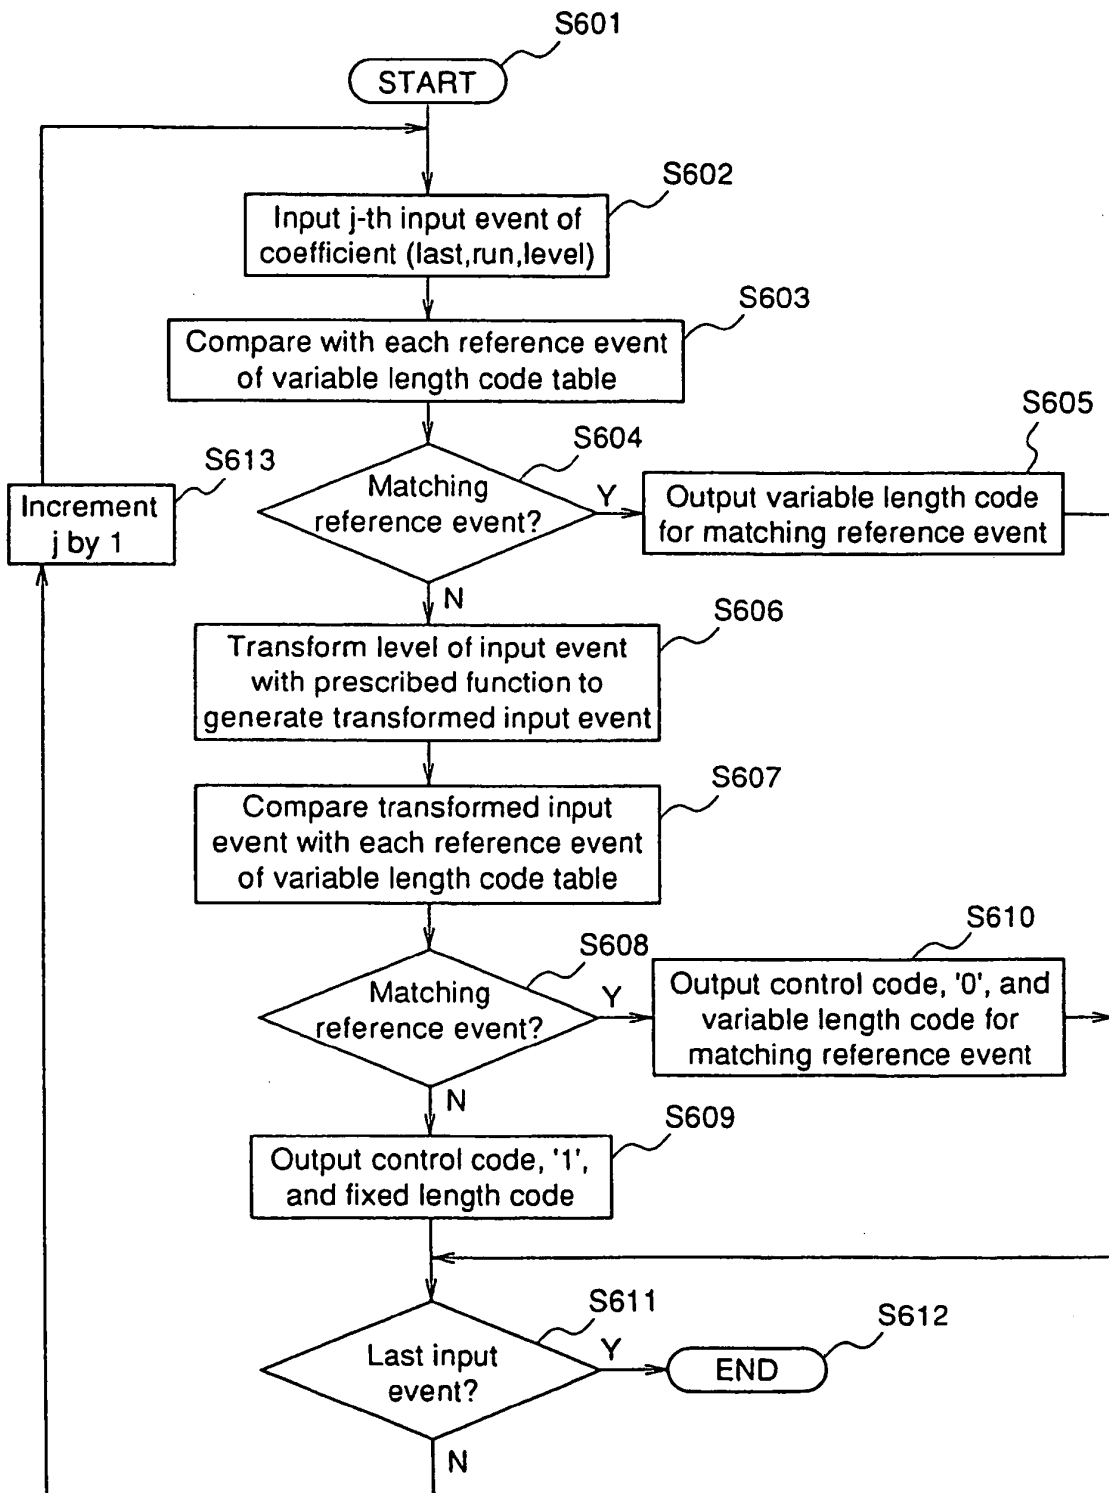 S601
START
S602
Input j-th input event of
coefficient (last,run,level)
S603
Compare with each reference event
of variable length code table
S604
Matching
reference event?
Y
N
S605
Output variable length code
for matching reference event
S613
Increment
j by 1
S606
Transform level of input event
with prescribed function to
generate transformed input event
S607
Compare transformed input
event with each reference event
of variable length code table
S608
Matching
reference event?
Y
N
S610
Output control code, '0', and
variable length code for
matching reference event
S609
Output control code, '1',
and fixed length code
S611
Last input
event?
Y
N
S612
END